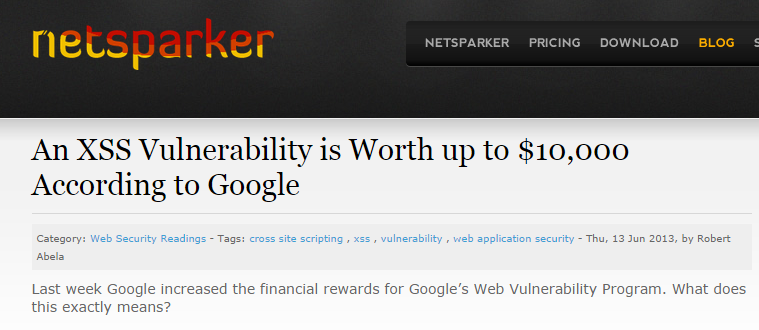 netsparker
NETSPARKER PRICING DOWNLOAD BLOG S
An XSS Vulnerability is Worth up to $10,000
According to Google
Category: Web Security Readings - Tags: cross site scripting , xss , vulnerability , web application security - Thu, 13 Jun 2013, by Robert
Abela
Last week Google increased the financial rewards for Google’s Web Vulnerability Program. What does
this exactly means?